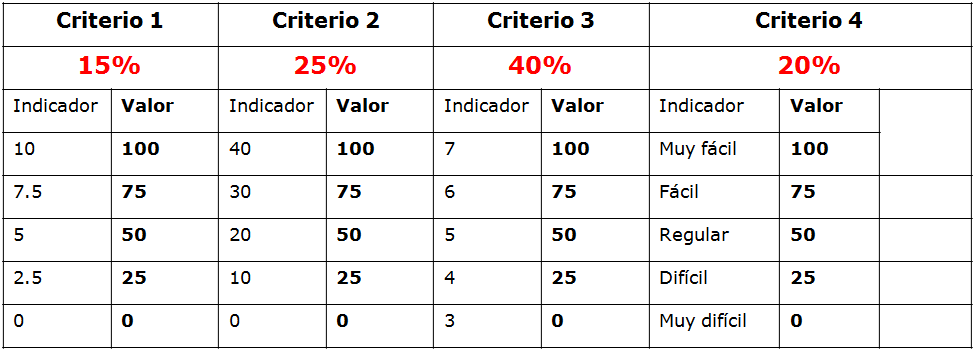 Criterio 1 Criterio 2 Criterio 3 Criterio 4
15% 25% 40% 20%
Indicador Valor Indicador Valor Indicador Valor Indicador Valor
10 100 40 100 7 100 Muy fácil 100
7.5 75 30 75 6 75 Fácil 75
5 50 20 50 5 50 Regular 50
2.5 25 10 25 4 25 Difícil 25
0 0 0 0 3 0 Muy difícil 0